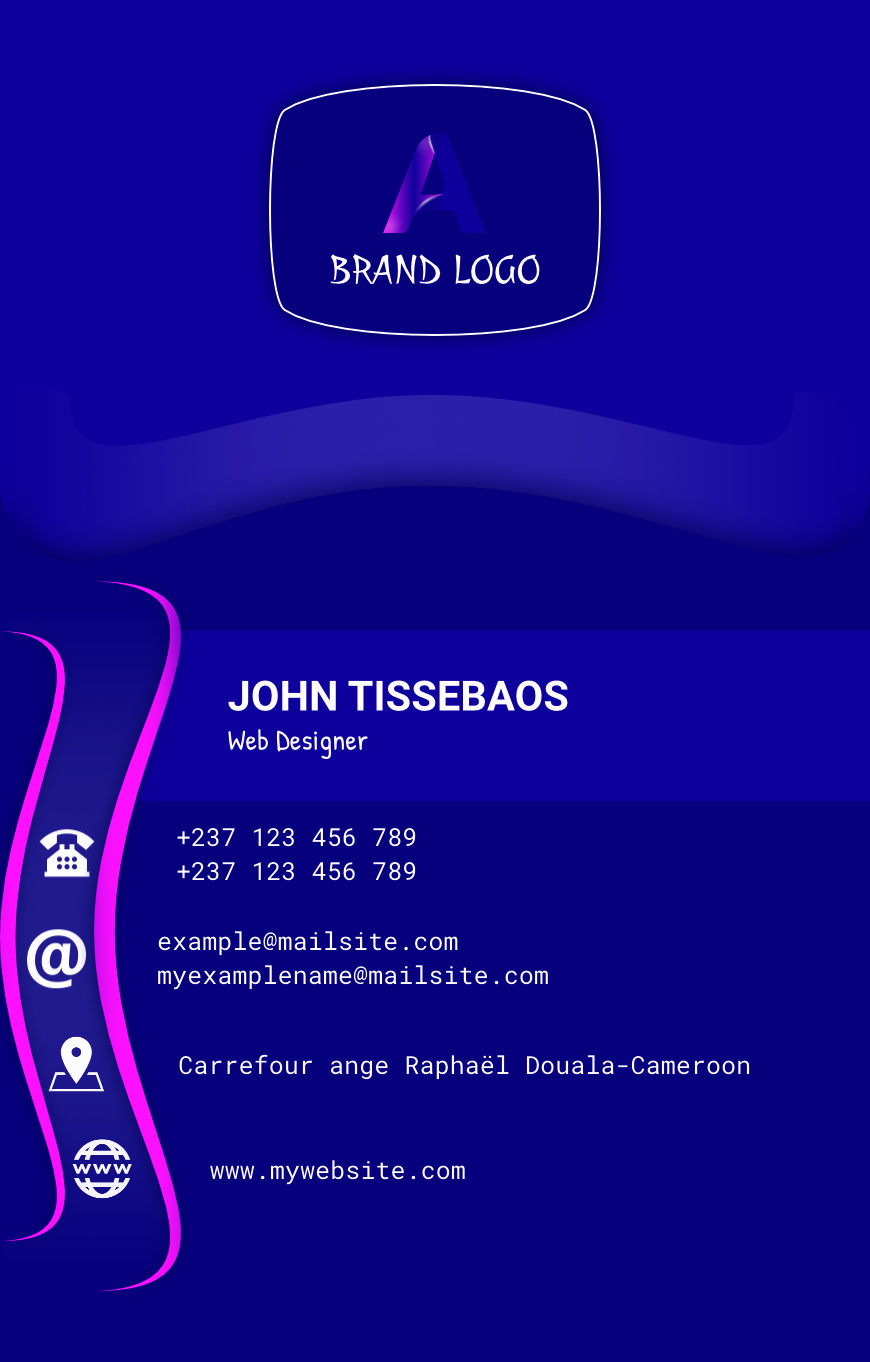 A
BRAND LOGO
JOHN TISSEBAOS
Web Designer
+237 123 456 789
+237 123 456 789
@
example@mailsite.com
myexamplename@mailsite.com
Carrefour ange Raphaël Douala-Cameroon
www
www.mywebsite.com